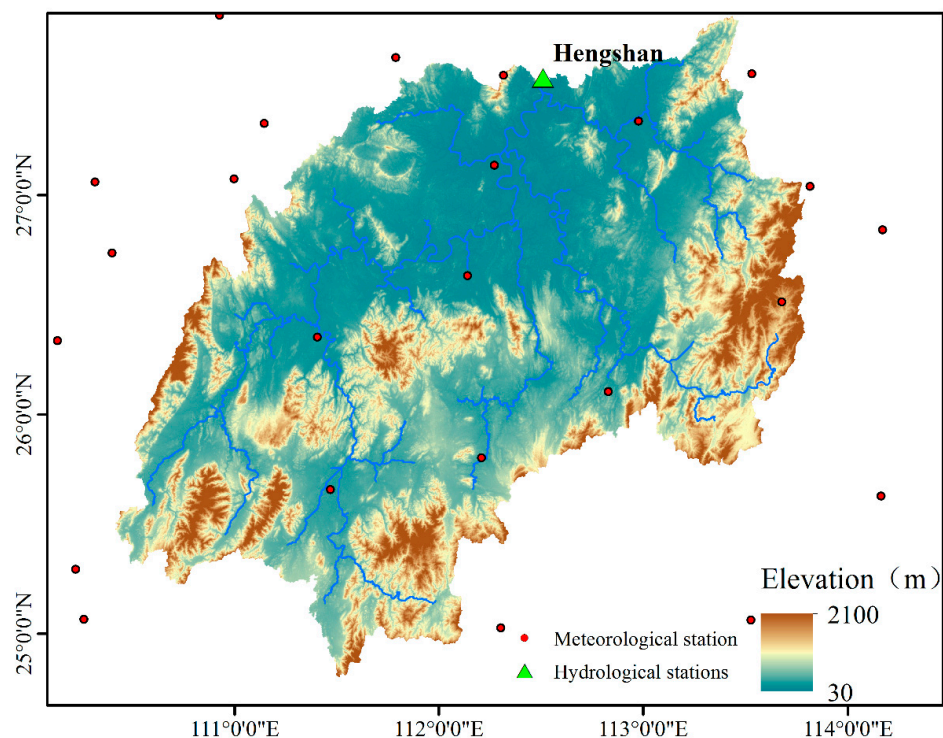 Hengshan
27°0'0"N
26°0'0"N
25°0'0"N
Elevation（m）
2100
30
Meteorological station
Hydrological stations
111°0'0"E
112°0'0"E
113°0'0"E
114°0'0"E